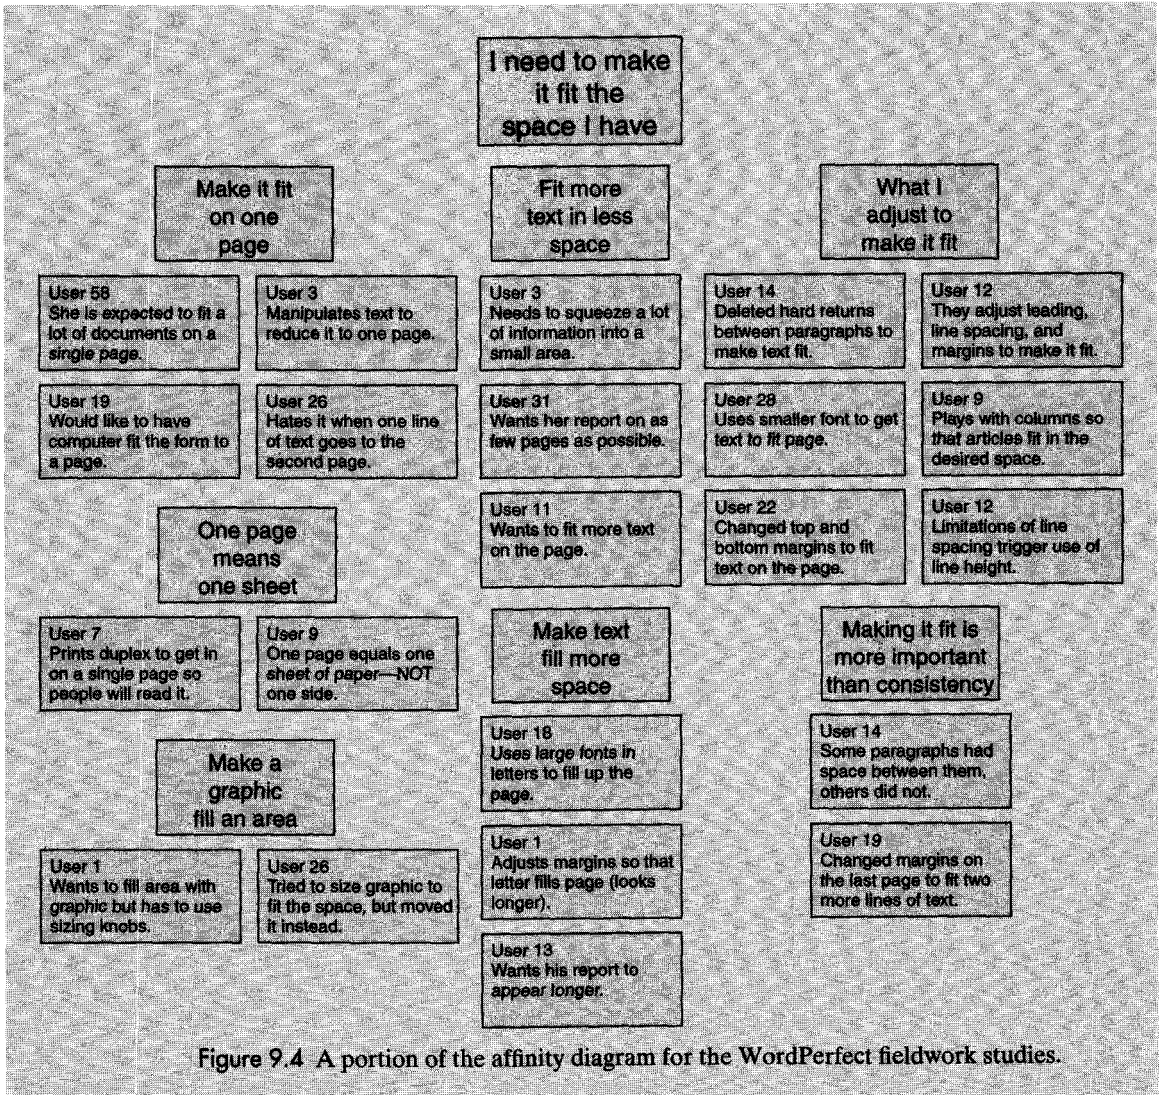 I need to make
it fit the
space I have
Make it fit
on one
page
User 58
She is expected to fit a
lot of documents on a
single page.
User 3
Manipulates text to
reduce it to one page.
User 19
Would like to have
computer fit the form to
a page.
User 26
Hates it when one line
of text goes to the
second page.
One page
means
one sheet
User 7
Prints duplex to get in
on a single page so
people will read it.
User 9
One page equals one
sheet of paper—NOT
one side.
Make a
graphic
fill an area
User 1
Wants to fill area with
graphic but has to use
sizing knobs.
User 26
Tried to size graphic to
fit the space, but moved
it instead.
Fit more
text in less
space
User 3
Needs to squeeze a lot
of information into a
small area.
User 31
Wants her report on as
few pages as possible.
User 11
Wants to fit more text
on the page.
Make text
fill more
space
User 18
Uses large fonts in
letters to fill up the
page.
User 1
Adjusts margins so that
letter fills page (looks
longer).
User 13
Wants his report to
appear longer.
What I
adjust to
make it fit
User 14
Deleted hard returns
between paragraphs to
make text fit.
User 12
They adjust leading,
line spacing, and
margins to make it fit.
User 28
Uses smaller font to get
text to fit page.
User 9
Plays with columns so
that articles fit in the
desired space.
User 22
Changed top and
bottom margins to fit
text on the page.
User 12
Limitations of line
spacing trigger use of
line height.
Making it fit is
more important
than consistency
User 14
Some paragraphs had
space between them,
others did not.
User 19
Changed margins on
the last page to fit two
more lines of text.
Figure 9.4 A portion of the affinity diagram for the WordPerfect fieldwork studies.